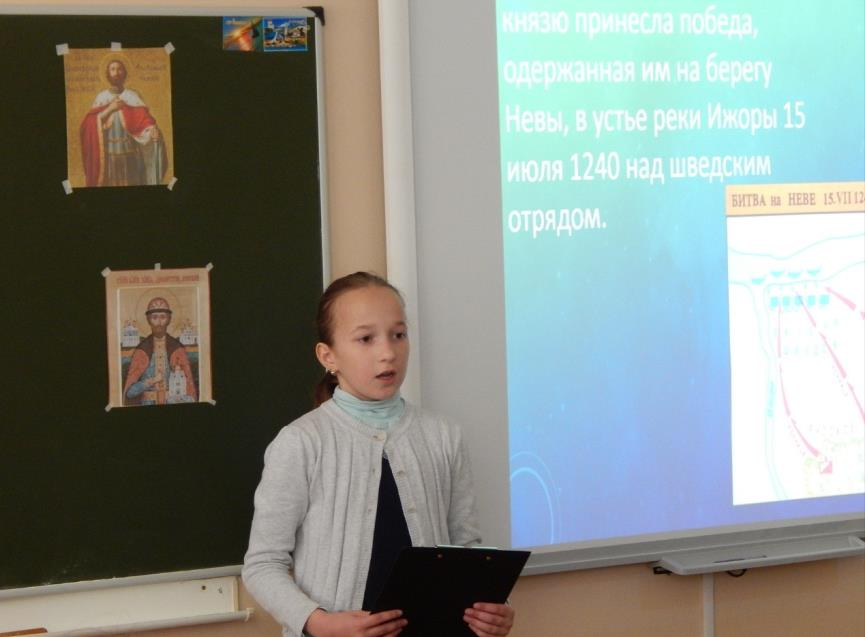 князю принесла победа,
одержанная им на берегу
Невы, в устье реки Ижоры 15
июля 1240 над шведским
отрядом.
БИТВА на НЕВЕ 15.VII 12